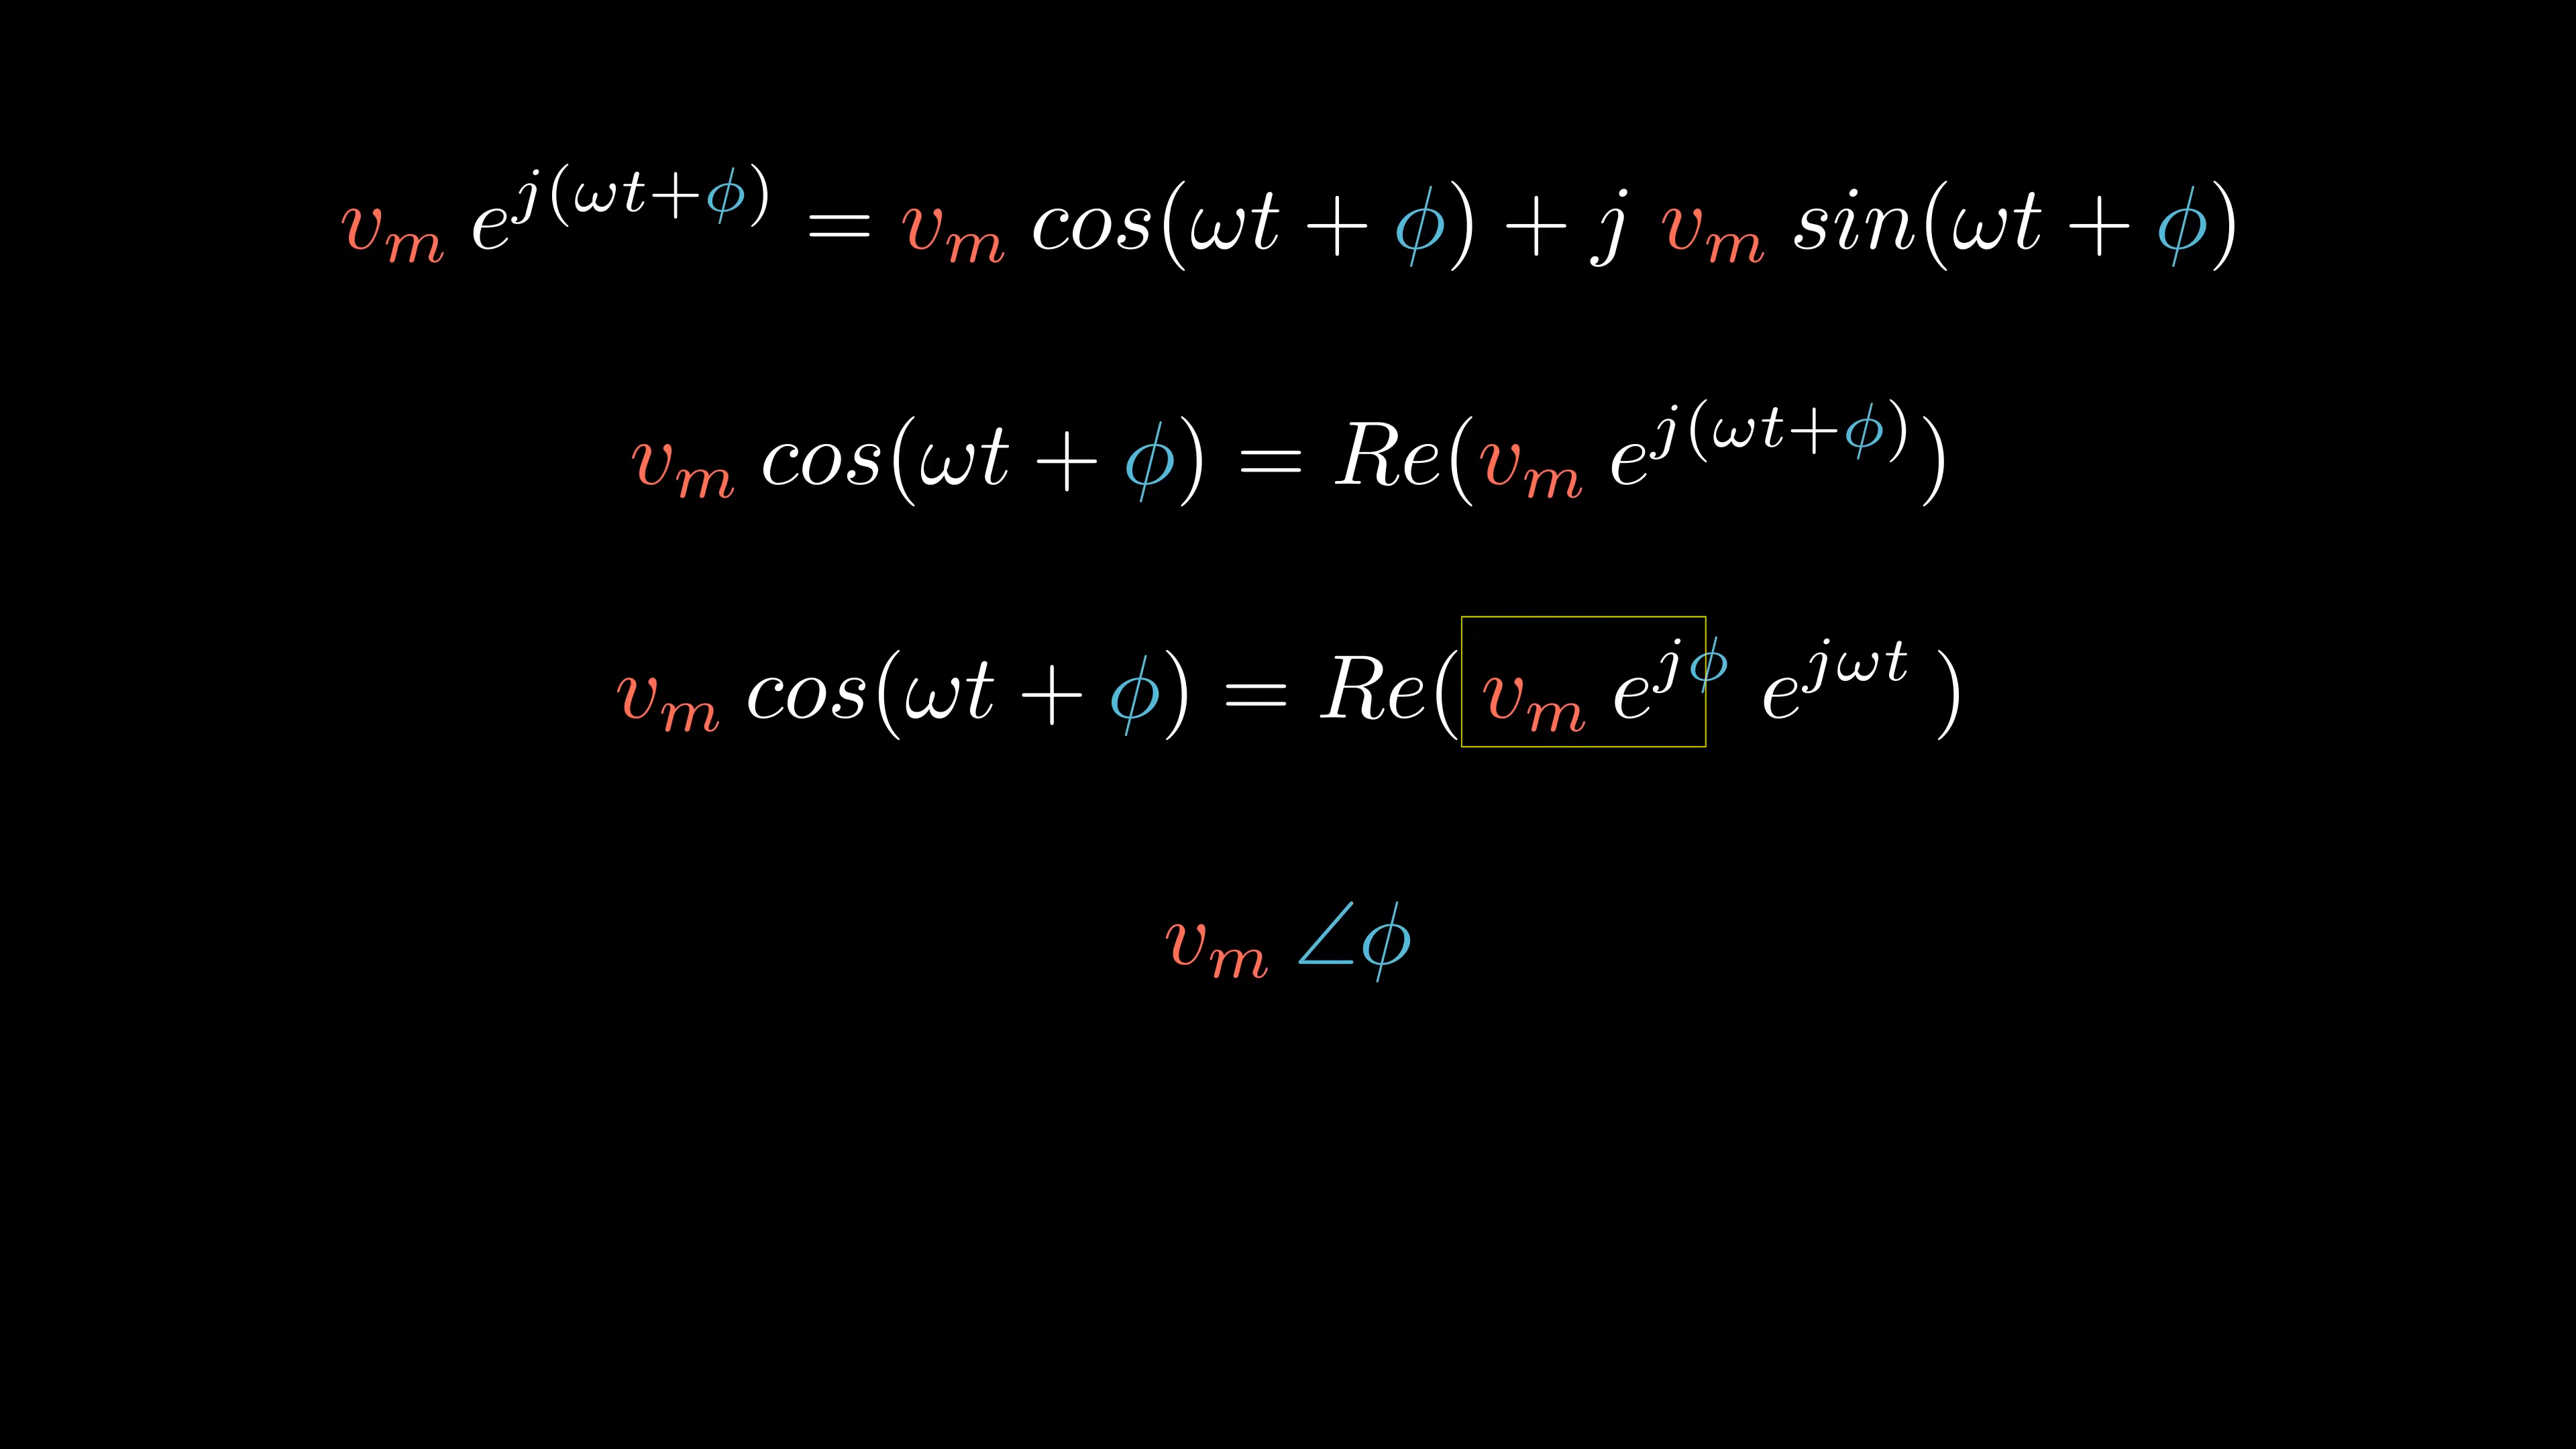 v_m e^{j(ωt+ϕ)} = v_m cos(ωt + ϕ) + j v_m sin(ωt + ϕ)
v_m cos(ωt + ϕ) = Re(v_m e^{j(ωt+ϕ)})
v_m cos(ωt + ϕ) = Re( v_m e^{jϕ} e^{jωt} )
v_m ∠ϕ